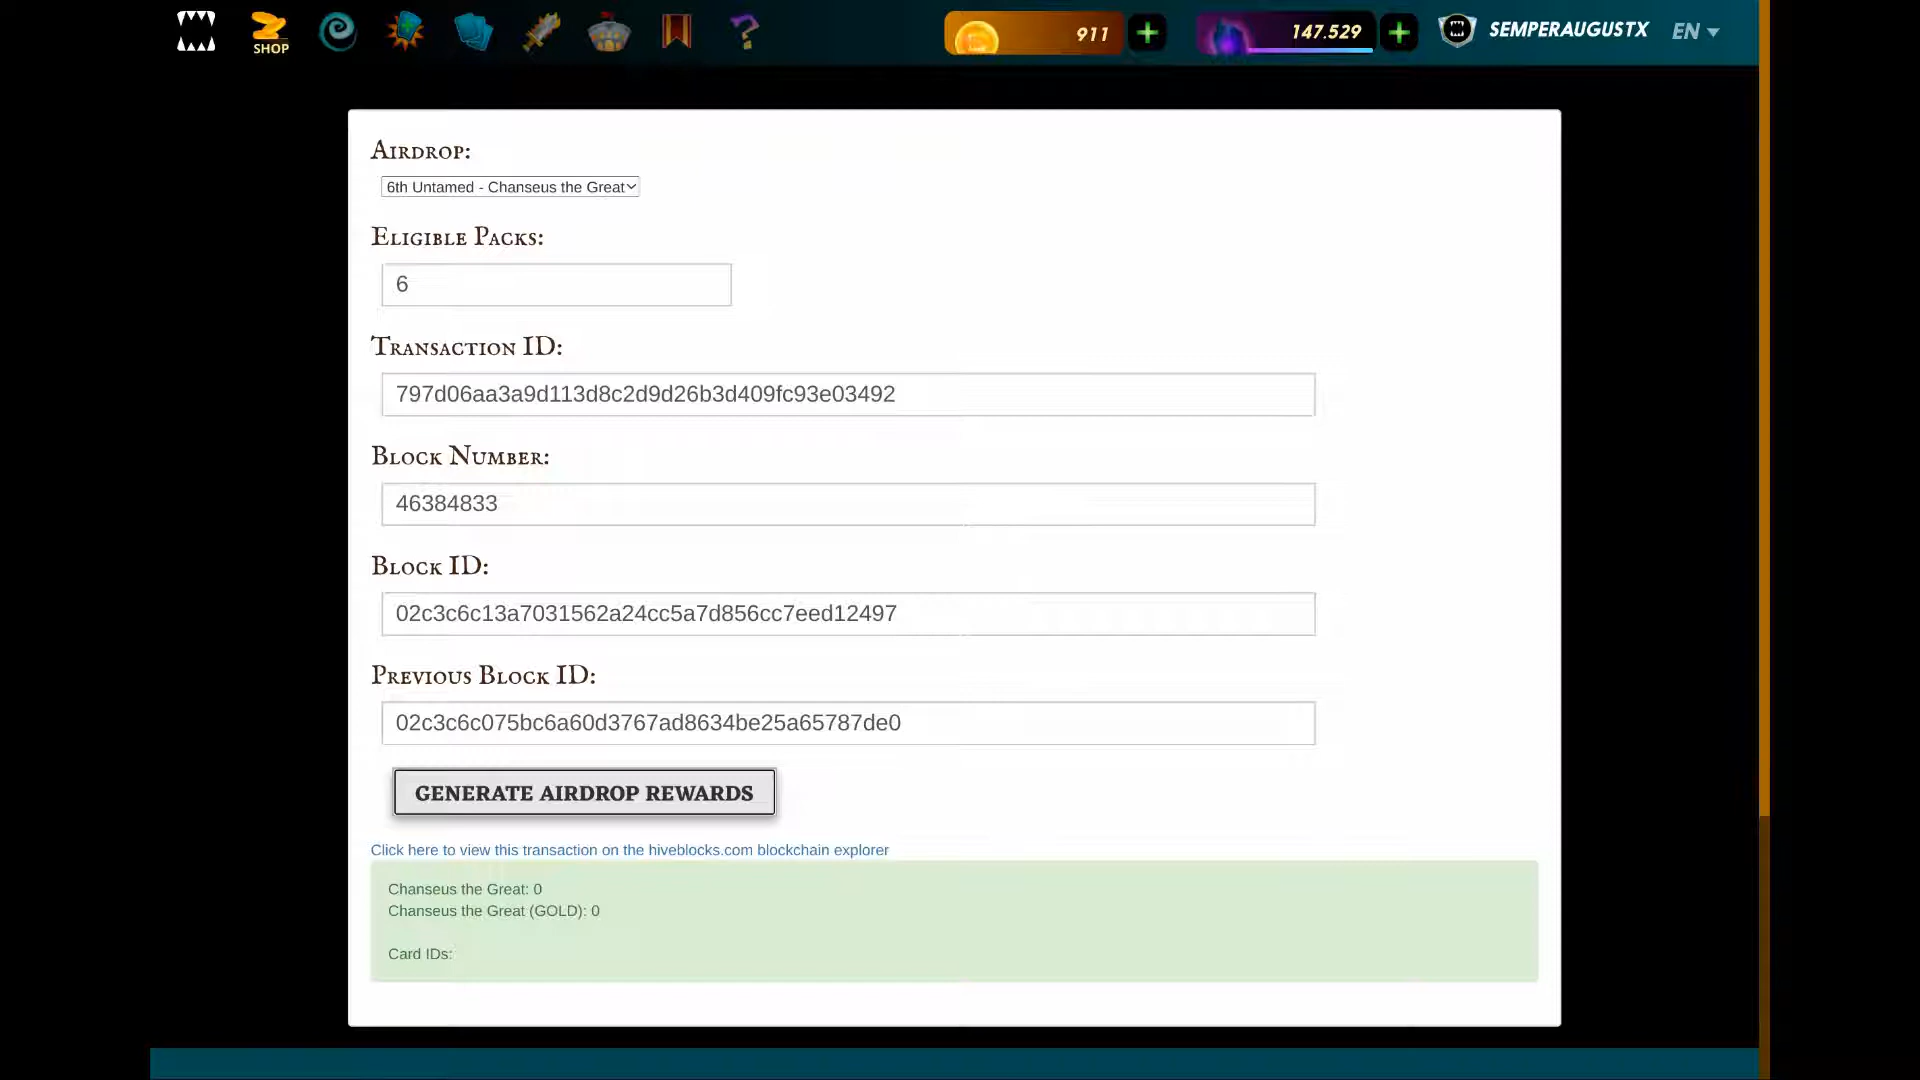 SHOP
911
147.529
SEMPERAUGUSTX
EN
Airdrop:
6th Untamed - Chanseus the Great
Eligible Packs:
6
Transaction ID:
797d06aa3a9d113d8c2d9d26b3d409fc93e03492
Block Number:
46384833
Block ID:
02c3c6c13a7031562a24cc5a7d856cc7eed12497
Previous Block ID:
02c3c6c075bc6a60d3767ad8634be25a65787de0
GENERATE AIRDROP REWARDS
Click here to view this transaction on the hiveblocks.com blockchain explorer
Chanseus the Great: 0
Chanseus the Great (GOLD): 0
Card IDs: